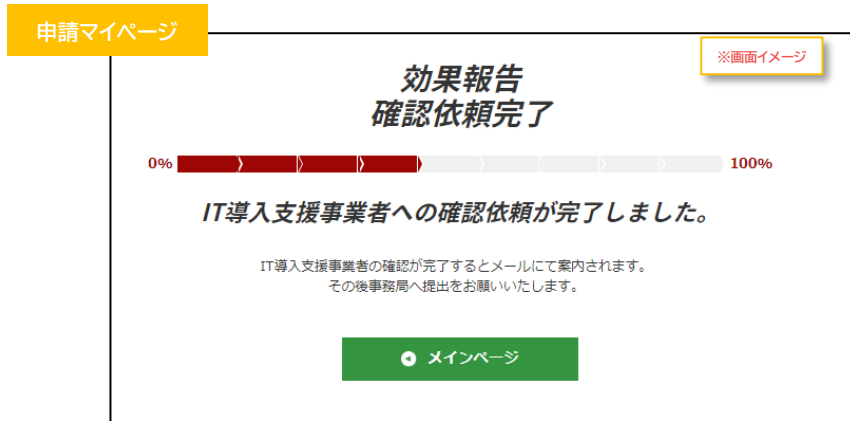 申請マイページ
※画面イメージ
効果報告
確認依頼完了
0%
100%
IT導入支援事業者への確認依頼が完了しました。
IT導入支援事業者の確認が完了するとメールにて案内されます。
その後事務局へ提出をお願いいたします。
メインページ